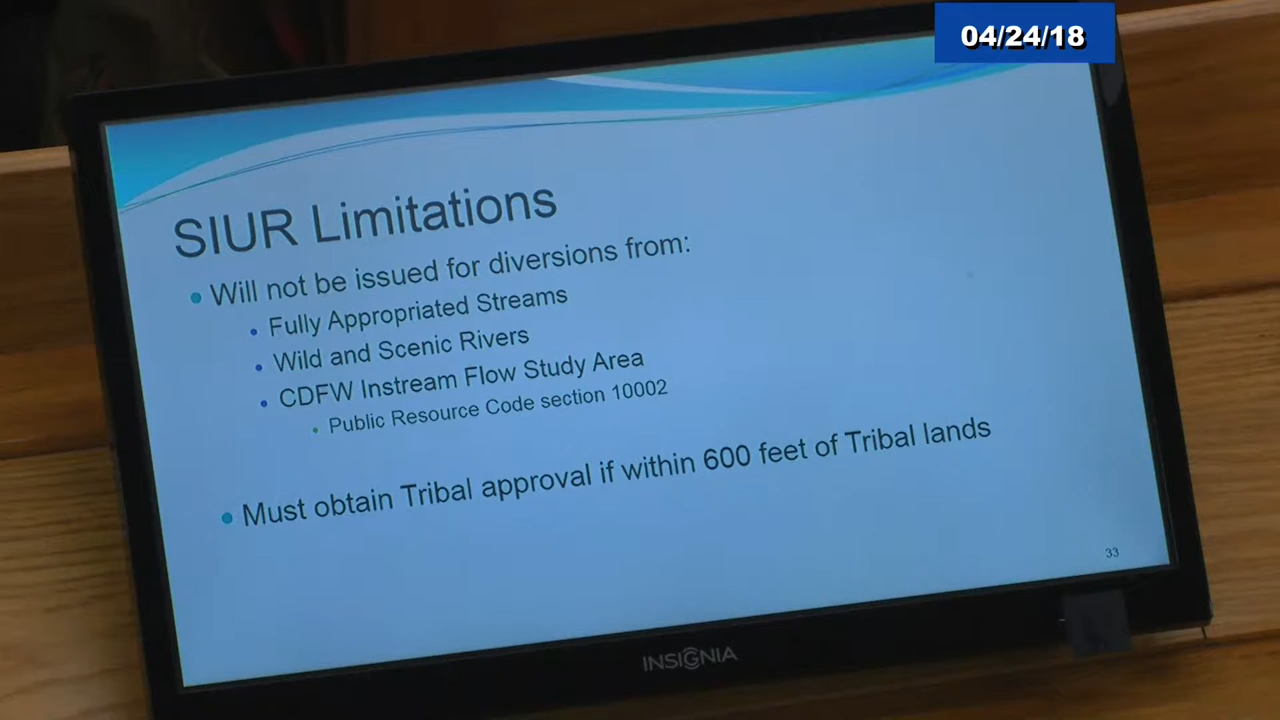 04/24/18
SIUR Limitations
• Will not be issued for diversions from:
• Fully Appropriated Streams
• Wild and Scenic Rivers
• CDFW Instream Flow Study Area
• Public Resource Code section 10002
• Must obtain Tribal approval if within 600 feet of Tribal lands
33
INSIGNIA